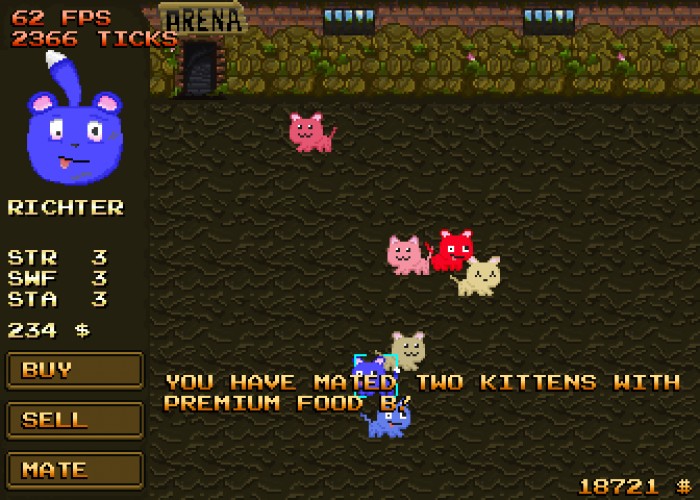 62 FPS
2366 TICKS
ARENA
RICHTER
STR 3
SWF 3
STA 3
234 $
BUY
SELL
MATE
YOU HAVE MATED TWO KITTENS WITH
PREMIUM FOOD
18721 #